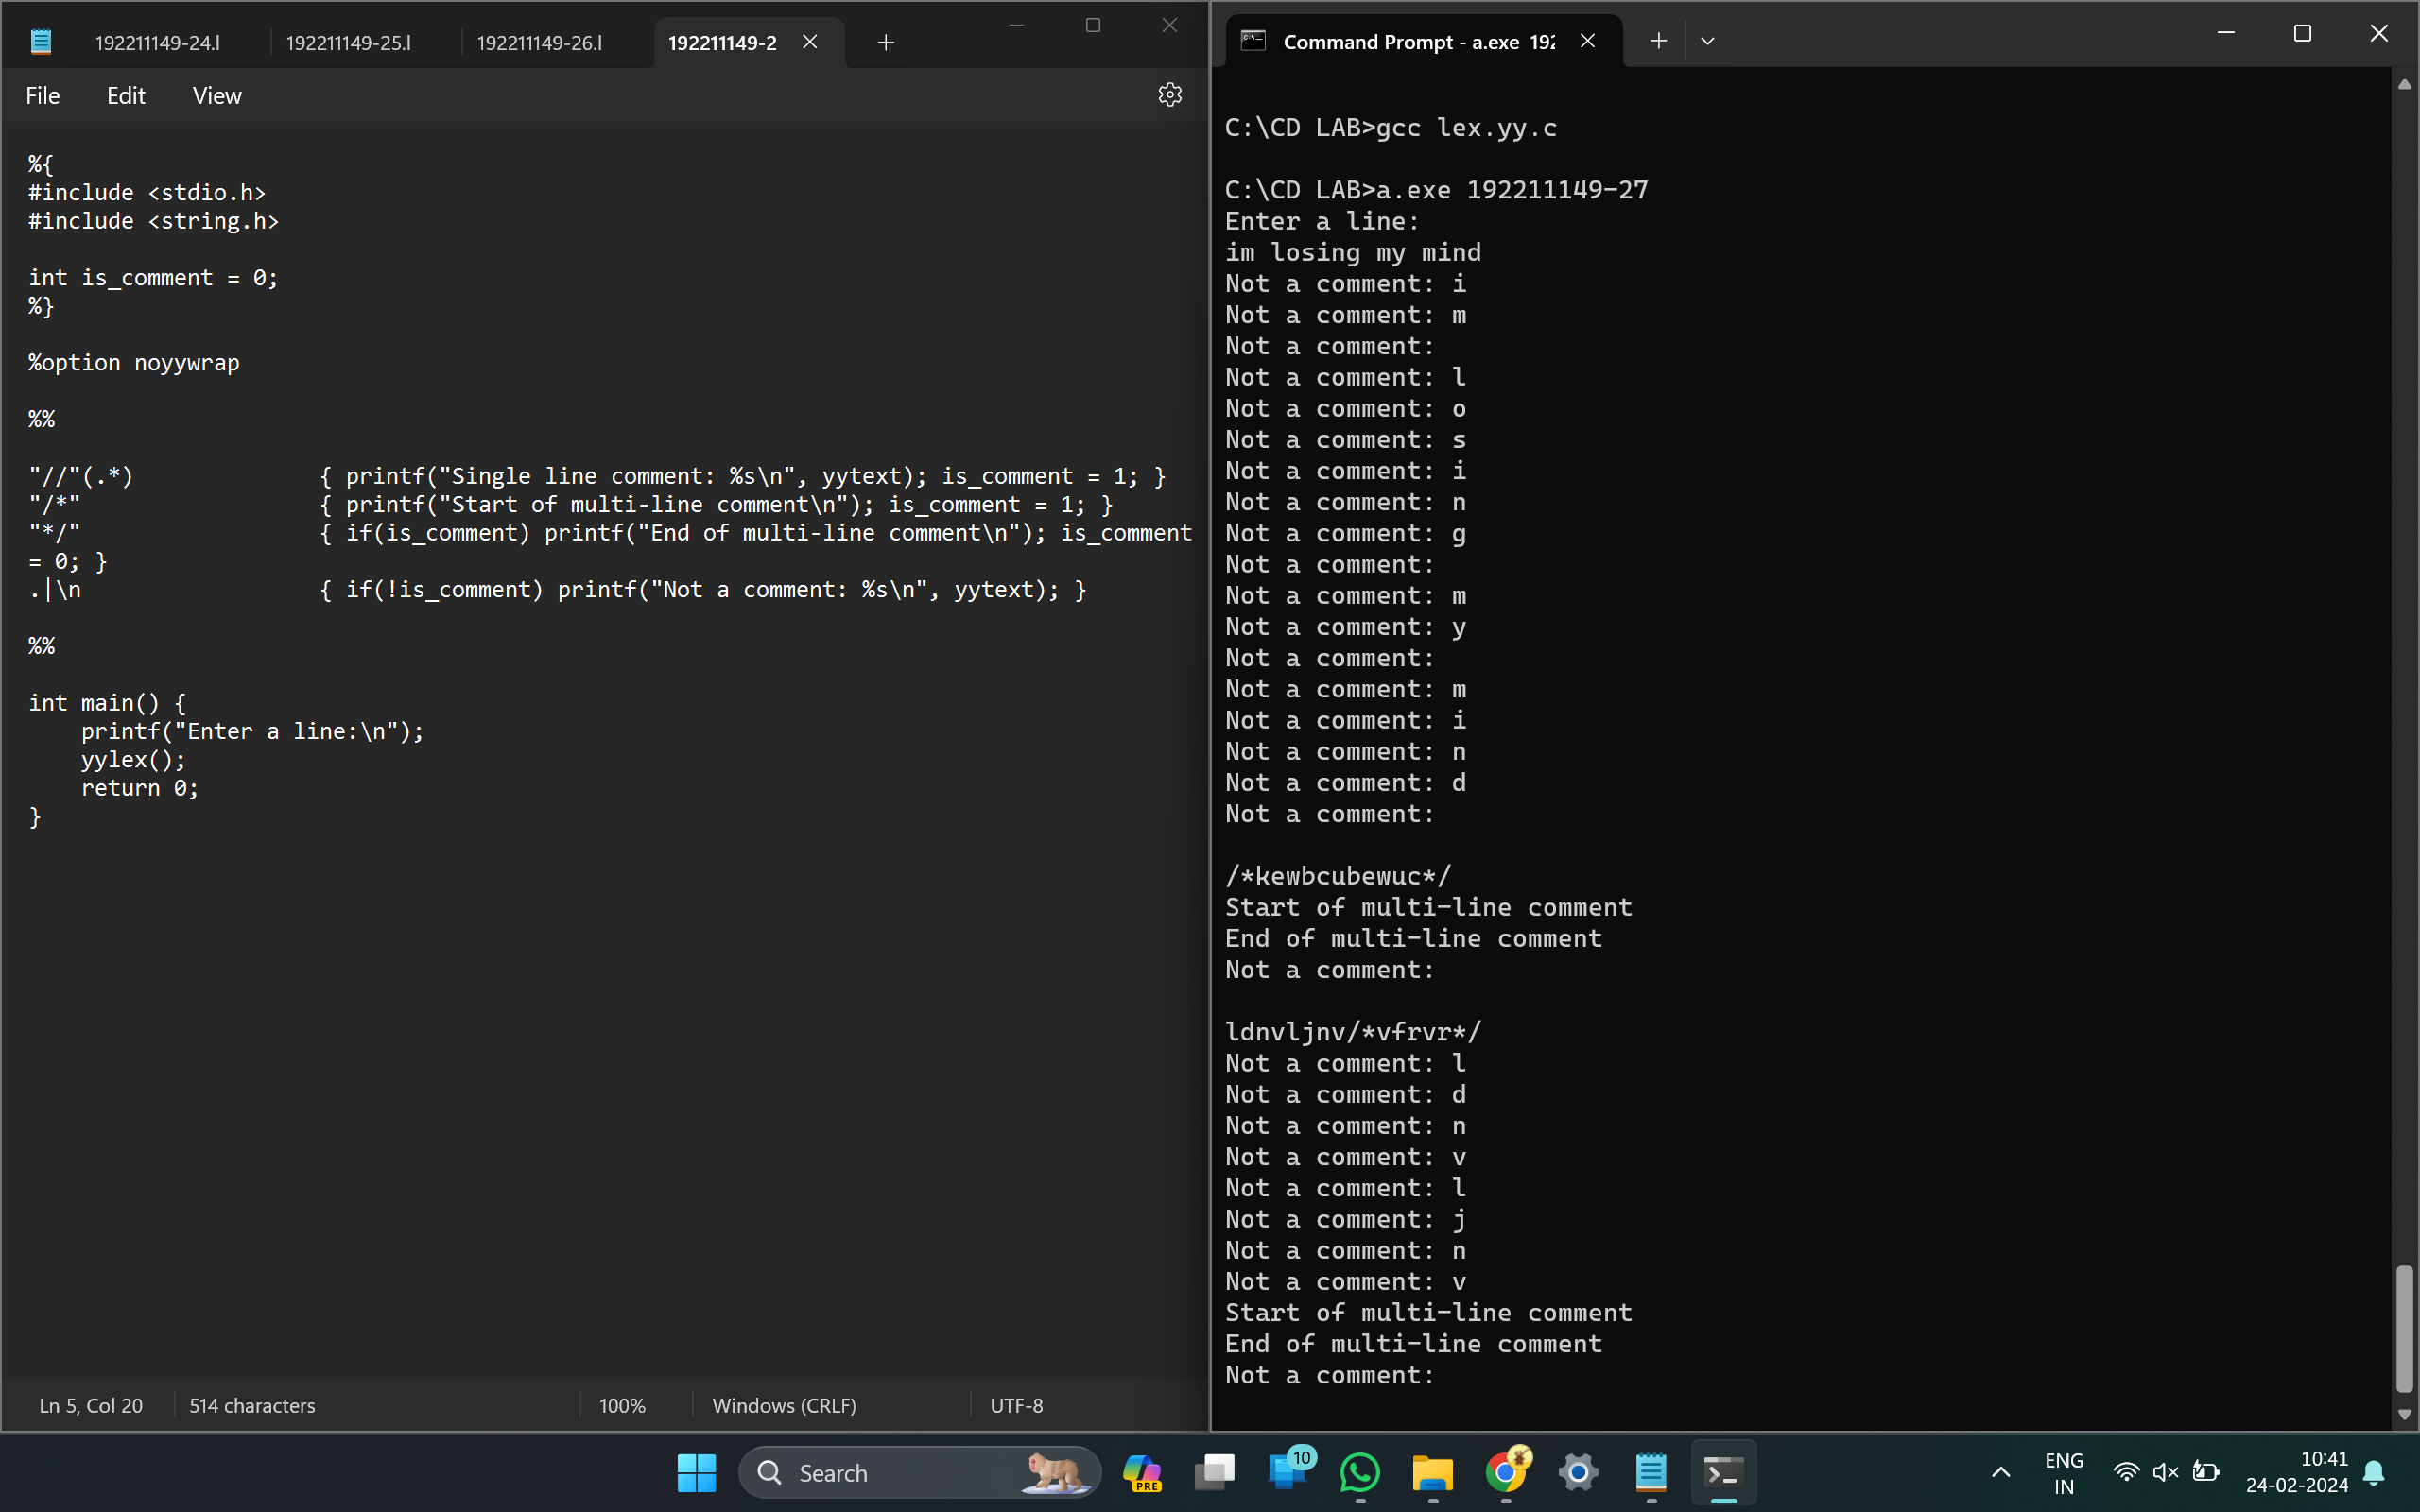 192211149-24.l
192211149-25.l
192211149-26.l
192211149-2
File Edit View
%{
#include <stdio.h>
#include <string.h>
int is_comment = 0;
%}
%option noyywrap
%%
"//"(.*) { printf("Single line comment: %s\n", yytext); is_comment = 1; }
"/*" { printf("Start of multi-line comment\n"); is_comment = 1; }
"*/" { if(is_comment) printf("End of multi-line comment\n"); is_comment
= 0; }
.|\n { if(!is_comment) printf("Not a comment: %s\n", yytext); }
%%
int main() {
printf("Enter a line:\n");
yylex();
return 0;
}
Ln 5, Col 20 514 characters 100% Windows (CRLF) UTF-8
Command Prompt - a.exe 192
C:\CD LAB>gcc lex.yy.c
C:\CD LAB>a.exe 192211149-27
Enter a line:
im losing my mind
Not a comment: i
Not a comment: m
Not a comment:
Not a comment: l
Not a comment: o
Not a comment: s
Not a comment: i
Not a comment: n
Not a comment: g
Not a comment:
Not a comment: m
Not a comment: y
Not a comment:
Not a comment: m
Not a comment: i
Not a comment: n
Not a comment: d
Not a comment:
/*kewbcubewuc*/
Start of multi-line comment
End of multi-line comment
Not a comment:
ldnvljnv/*vfrvr*/
Not a comment: l
Not a comment: d
Not a comment: n
Not a comment: v
Not a comment: l
Not a comment: j
Not a comment: n
Not a comment: v
Start of multi-line comment
End of multi-line comment
Not a comment:
Search
PRE
10
ENG
IN
10:41
24-02-2024